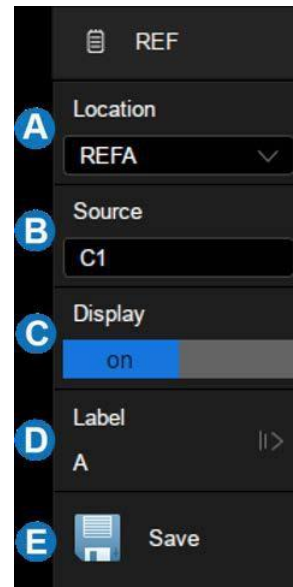 REF
A
Location
REFA
B
Source
C1
C
Display
on
D
Label
A
E
Save